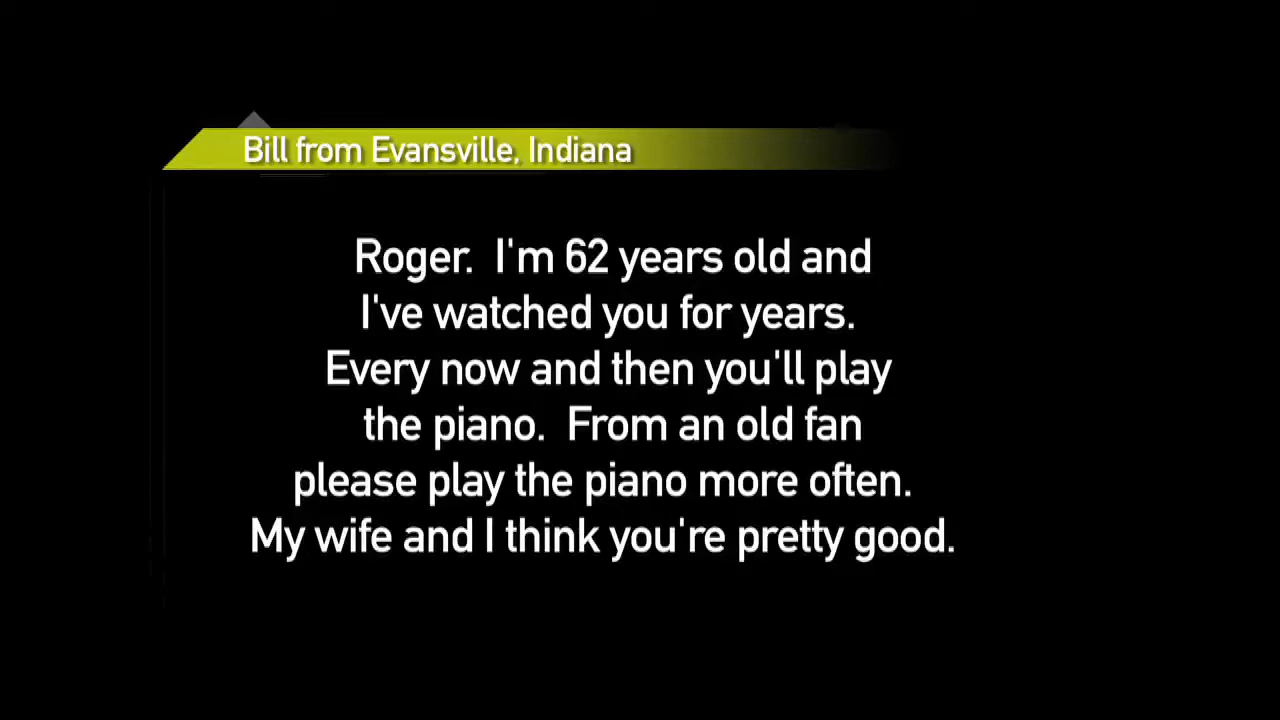 Bill from Evansville, Indiana
Roger.  I'm 62 years old and
I've watched you for years.
Every now and then you'll play
the piano.  From an old fan
please play the piano more often.
My wife and I think you're pretty good.